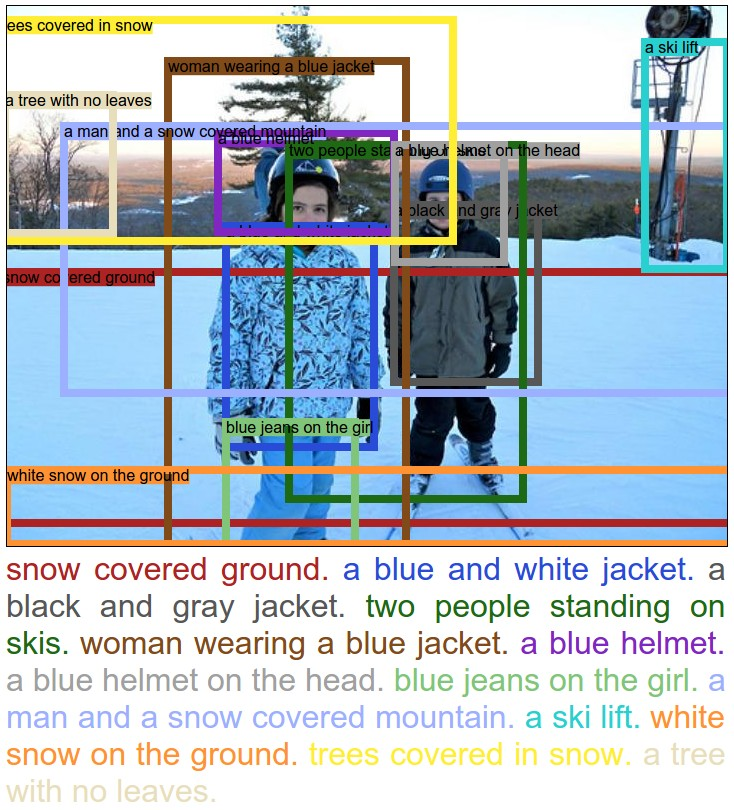 ees covered in snow
woman wearing a blue jacket
a ski lift
a tree with no leaves
a man and a snow covered mountain
a blue helmet
two people sta
a blue helmet on the head
a black and gray jacket
snow covered ground
blue jeans on the girl
white snow on the ground
snow covered ground. a blue and white jacket. a
black and gray jacket. two people standing on
skis. woman wearing a blue jacket. a blue helmet.
a blue helmet on the head. blue jeans on the girl. a
man and a snow covered mountain. a ski lift. white
snow on the ground. trees covered in snow. a tree
with no leaves.